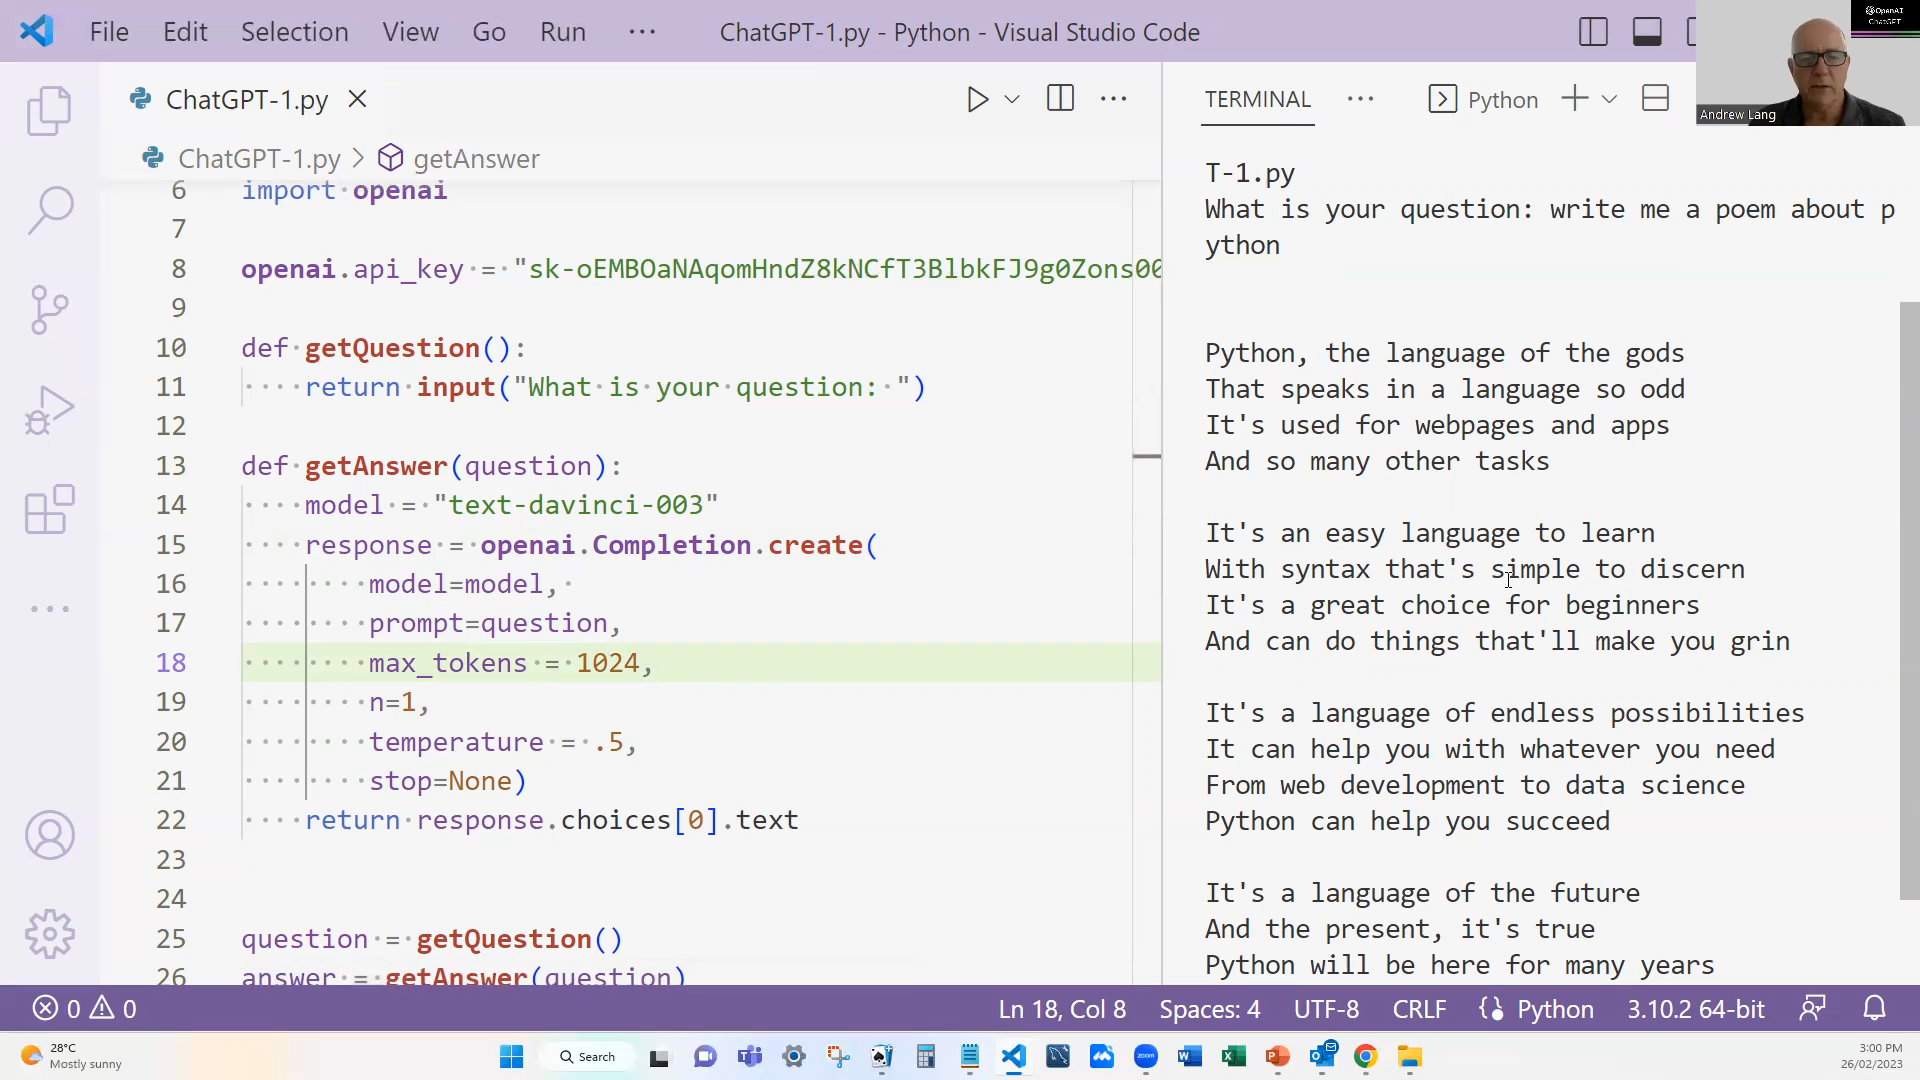 File Edit Selection View Go Run ··· ChatGPT-1.py - Python - Visual Studio Code
OpenAI
ChatGPT
Andrew Lang
ChatGPT-1.py
ChatGPT-1.py > getAnswer
6 import openai
7
8 openai.api_key = "sk-oEMBOaNAqomHndZ8kNCfT3BlbkFJ9g0Zons00
9
10 def getQuestion():
11 return input("What is your question: ")
12
13 def getAnswer(question):
14 model = "text-davinci-003"
15 response = openai.Completion.create(
16 model=model,
17 prompt=question,
18 max_tokens = 1024,
19 n=1,
20 temperature = .5,
21 stop=None)
22 return response.choices[0].text
23
24
25 question = getQuestion()
26 answer = getAnswer(question)
TERMINAL ··· Python
T-1.py
What is your question: write me a poem about p
ython
Python, the language of the gods
That speaks in a language so odd
It's used for webpages and apps
And so many other tasks
It's an easy language to learn
With syntax that's simple to discern
It's a great choice for beginners
And can do things that'll make you grin
It's a language of endless possibilities
It can help you with whatever you need
From web development to data science
Python can help you succeed
It's a language of the future
And the present, it's true
Python will be here for many years
0 0 Ln 18, Col 8 Spaces: 4 UTF-8 CRLF Python 3.10.2 64-bit
28°C
Mostly sunny
Search
zoom
3:00 PM
26/02/2023